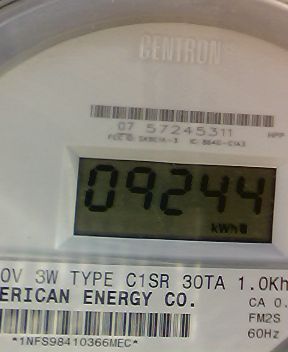 CENTRON
07 57245311
09244
kWh
0V 3W TYPE C1SR 30TA 1.0Kh
ERICAN ENERGY CO.
CA 0.
FM2S
60Hz
*1NFS98410366MEC*